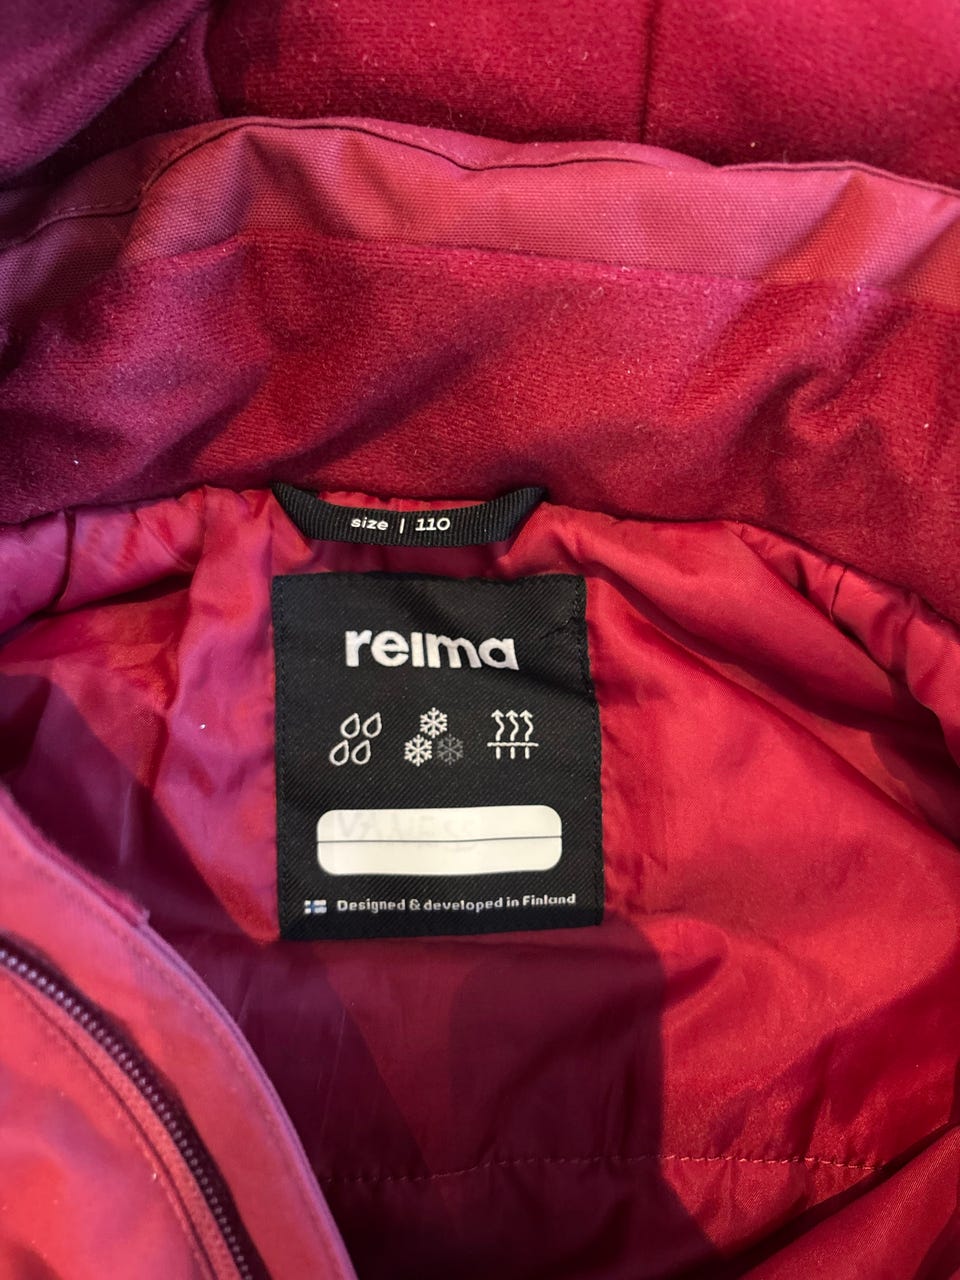 size | 110
reima
Designed & developed in Finland